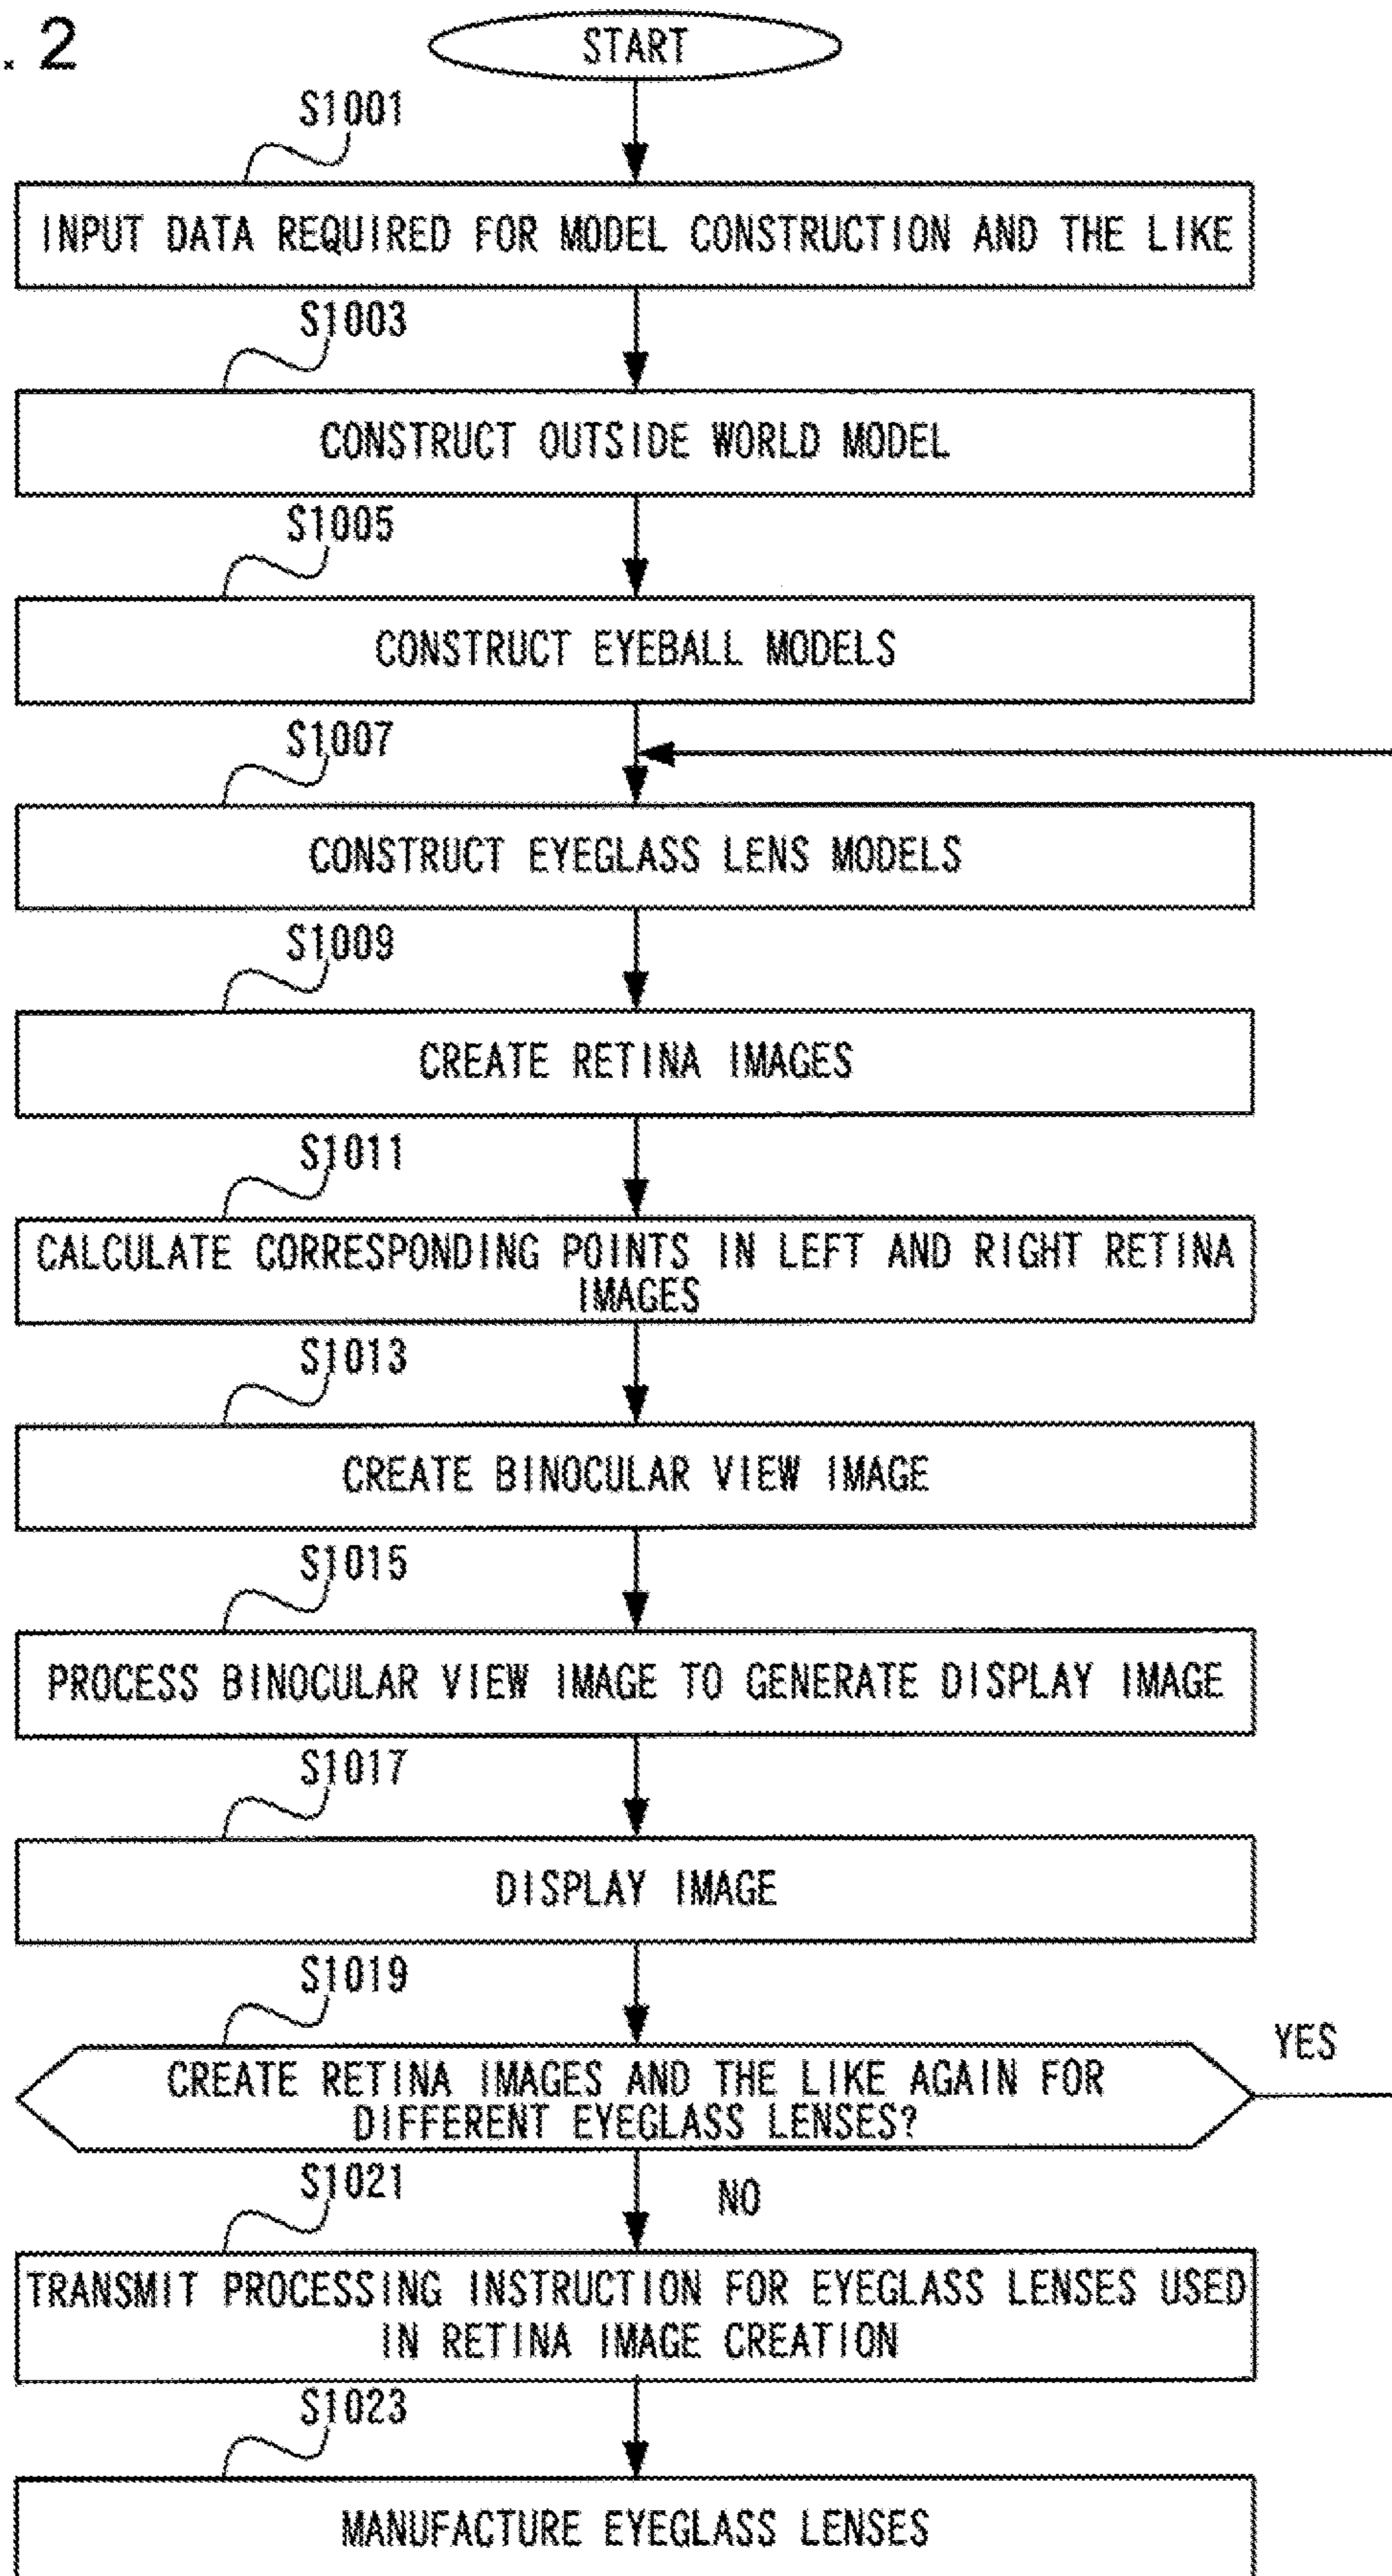 . 2
START
S1001
INPUT DATA REQUIRED FOR MODEL CONSTRUCTION AND THE LIKE
S1003
CONSTRUCT OUTSIDE WORLD MODEL
S1005
CONSTRUCT EYEBALL MODELS
S1007
CONSTRUCT EYEGLASS LENS MODELS
S1009
CREATE RETINA IMAGES
S1011
CALCULATE CORRESPONDING POINTS IN LEFT AND RIGHT RETINA
IMAGES
S1013
CREATE BINOCULAR VIEW IMAGE
S1015
PROCESS BINOCULAR VIEW IMAGE TO GENERATE DISPLAY IMAGE
S1017
DISPLAY IMAGE
S1019
YES
CREATE RETINA IMAGES AND THE LIKE AGAIN FOR
DIFFERENT EYEGLASS LENSES?
S1021
NO
TRANSMIT PROCESSING INSTRUCTION FOR EYEGLASS LENSES USED
IN RETINA IMAGE CREATION
S1023
MANUFACTURE EYEGLASS LENSES